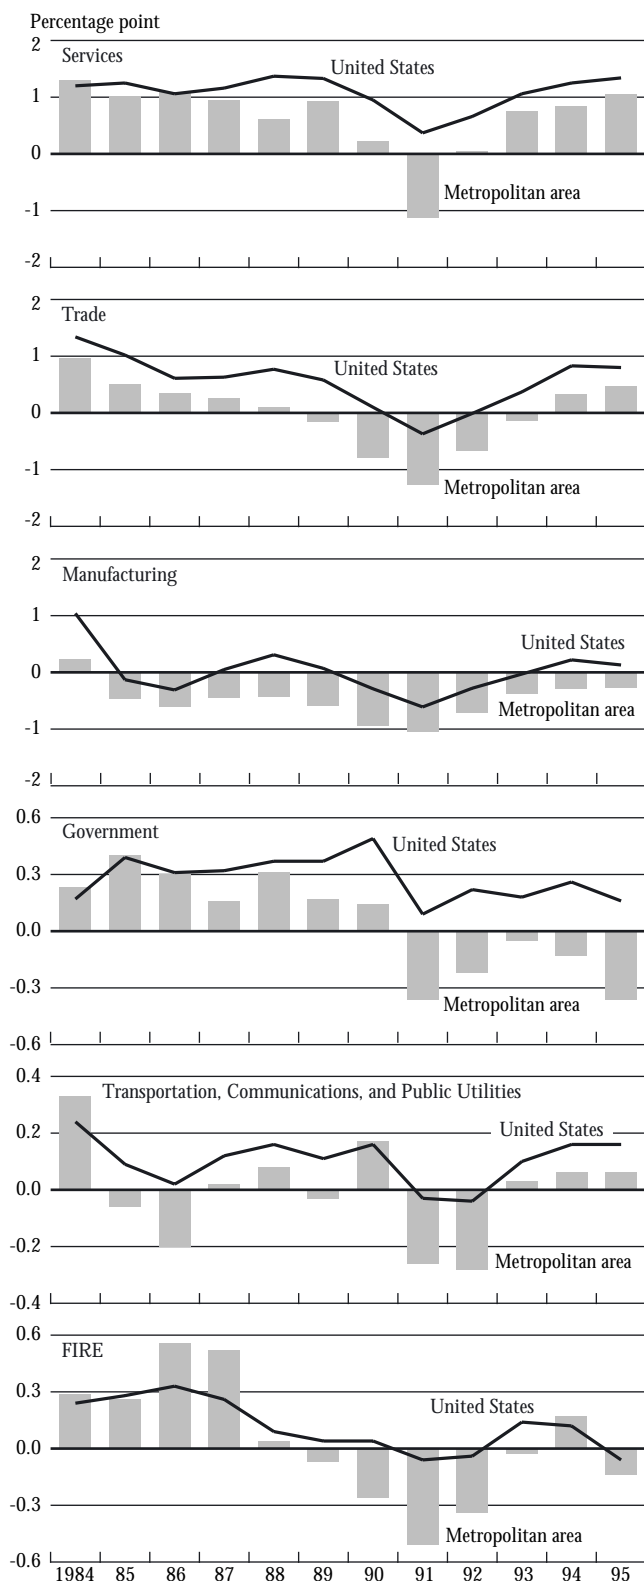 Percentage point
2
Services
United States
1
0
Metropolitan area
-1
-2
2
Trade
United States
1
0
-1
Metropolitan area
-2
2
Manufacturing
1
United States
0
Metropolitan area
-1
-2
0.6
Government
United States
0.3
0.0
-0.3
Metropolitan area
-0.6
0.4
Transportation, Communications, and Public Utilities
0.2
United States
0.0
-0.2
Metropolitan area
-0.4
0.6
FIRE
0.3
United States
0.0
-0.3
Metropolitan area
-0.6
1984 85 86 87 88 89 90 91 92 93 94 95